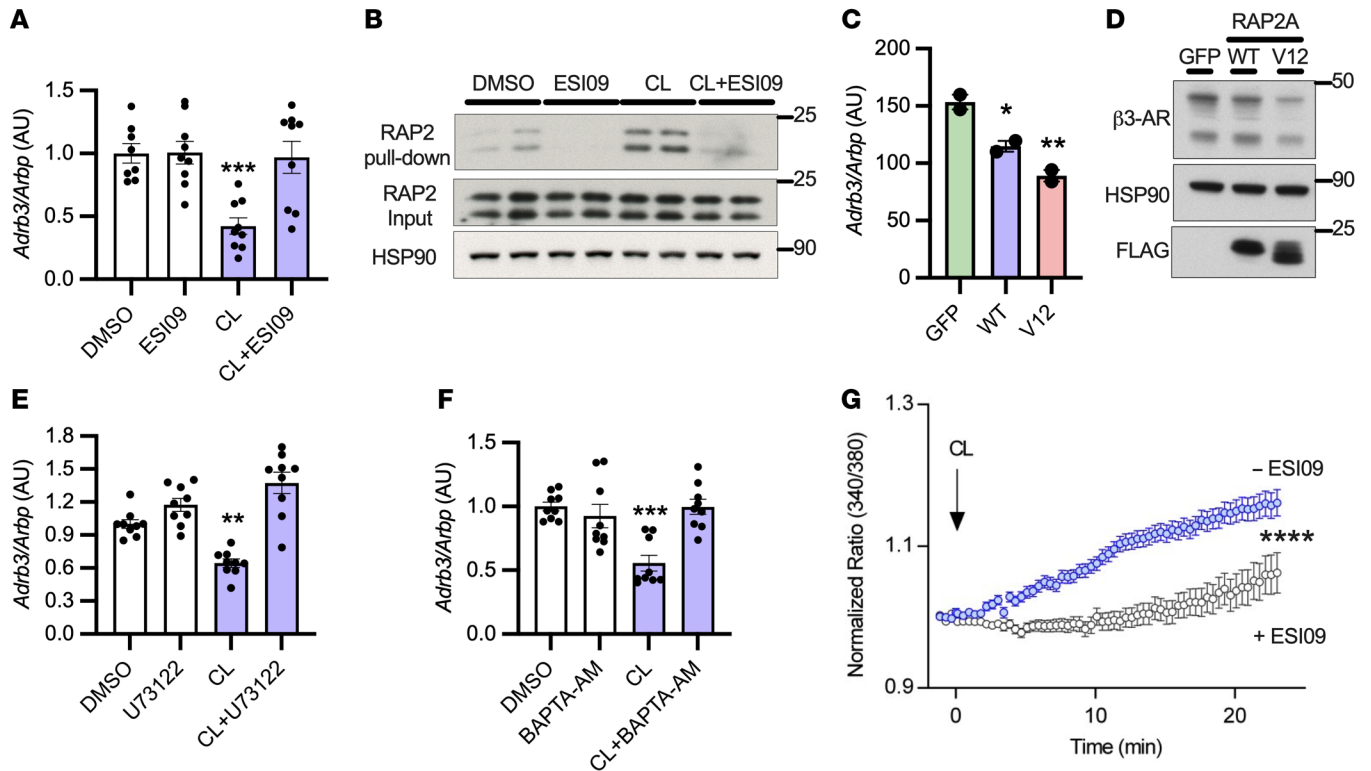 A
Adrb3/Arbp (AU)
1.5
1.0
0.5
0.0
***
DMSO
ESI09
CL
CL+ESI09
B
DMSO ESI09 CL CL+ESI09
RAP2
pull-down
25
RAP2
Input
25
HSP90
90
C
Adrb3/Arbp (AU)
200
150
100
50
0
*
**
GFP
WT
V12
D
RAP2A
GFP WT V12
β3-AR
50
HSP90
90
FLAG
25
E
Adrb3/Arbp (AU)
1.8
1.5
1.2
0.9
0.6
0.3
0.0
**
DMSO
U73122
CL
CL+U73122
F
Adrb3/Arbp (AU)
1.5
1.0
0.5
0.0
***
DMSO
BAPTA-AM
CL
CL+BAPTA-AM
G
Normalized Ratio (340/380)
1.3
1.1
0.9
CL
– ESI09
****
+ ESI09
0 10 20
Time (min)